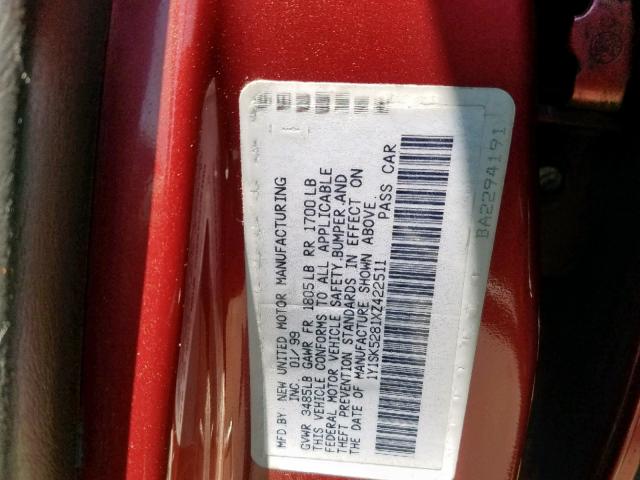 MFD BY: NEW UNITED MOTOR MANUFACTURING
INC. 01/99
GVWR 3485LB GAWR FR 1805LB RR 1700LB
THIS VEHICLE CONFORMS TO ALL APPLICABLE
FEDERAL MOTOR VEHICLE SAFETY,BUMPER,AND
THEFT PREVENTION STANDARDS IN EFFECT ON
THE DATE OF MANUFACTURE SHOWN ABOVE.
1Y1SK5281XZ422511 PASS CAR
BA2294191